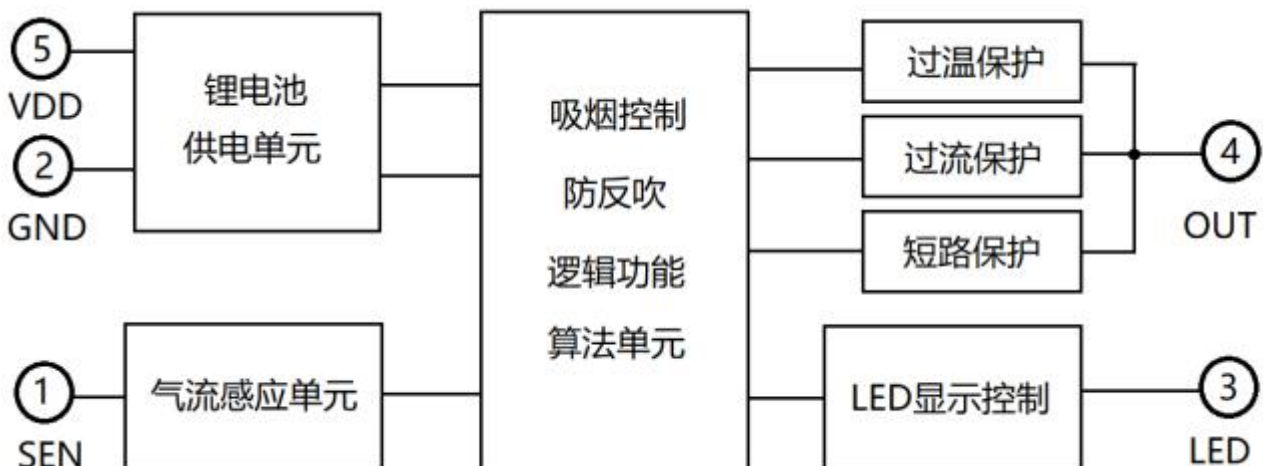 5
VDD
2
GND
锂电池
供电单元
1
SEN
气流感应单元
吸烟控制
防反吹
逻辑功能
算法单元
过温保护
过流保护
短路保护
4
OUT
LED显示控制
3
LED